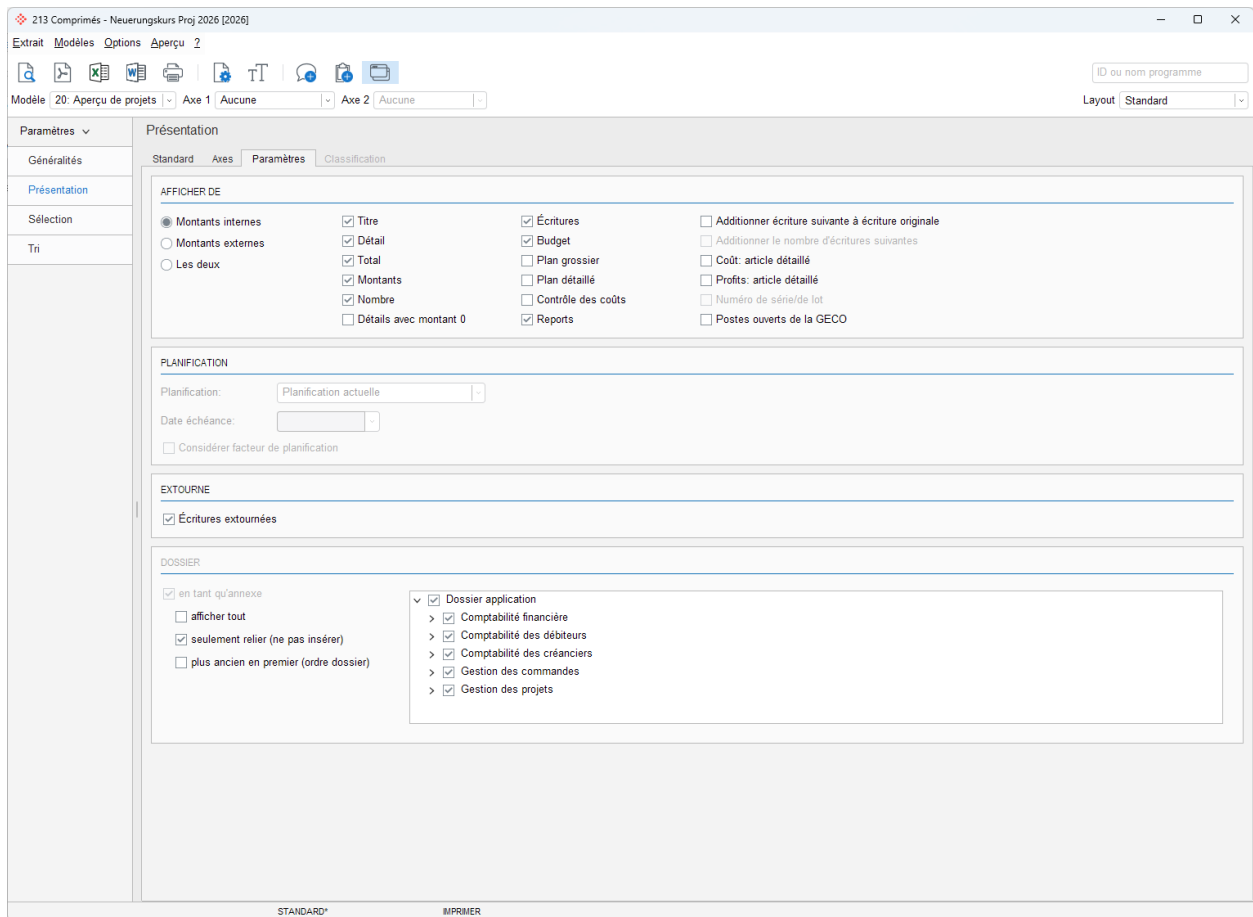 213 Comprimés - Neuerungskurs Proj 2026 [2026]
Extrait Modèles Options Aperçu ?
ID ou nom programme
Modèle 20: Aperçu de projets Axe 1 Aucune Axe 2 Aucune Layout Standard
Paramètres
Généralités
Présentation
Sélection
Tri
Présentation
Standard Axes Paramètres Classification
AFFICHER DE
Montants internes Titre Écritures Additionner écriture suivante à écriture originale
Montants externes Détail Budget Additionner le nombre d'écritures suivantes
Les deux Total Plan grossier Coût: article détaillé
Montants Plan détaillé Profits: article détaillé
Nombre Contrôle des coûts Numéro de série/de lot
Détails avec montant 0 Reports Postes ouverts de la GECO
PLANIFICATION
Planification: Planification actuelle
Date échéance:
Considérer facteur de planification
EXTOURNE
Écritures extournées
DOSSIER
en tant qu'annexe
afficher tout
seulement relier (ne pas insérer)
plus ancien en premier (ordre dossier)
Dossier application
Comptabilité financière
Comptabilité des débiteurs
Comptabilité des créanciers
Gestion des commandes
Gestion des projets
STANDARD* IMPRIMER